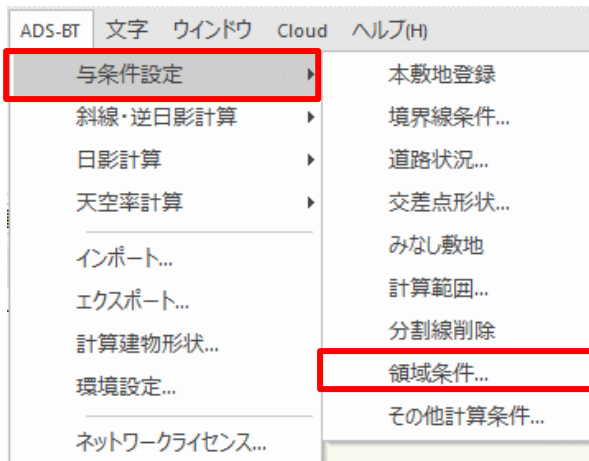 ADS-BT 文字 ウインドウ Cloud ヘルプ(H)
与条件設定
斜線・逆日影計算
日影計算
天空率計算
インポート...
エクスポート...
計算建物形状...
環境設定...
ネットワークライセンス...
本敷地登録
境界線条件...
道路状況...
交差点形状...
みなし敷地
計算範囲...
分割線削除
領域条件...
その他計算条件...